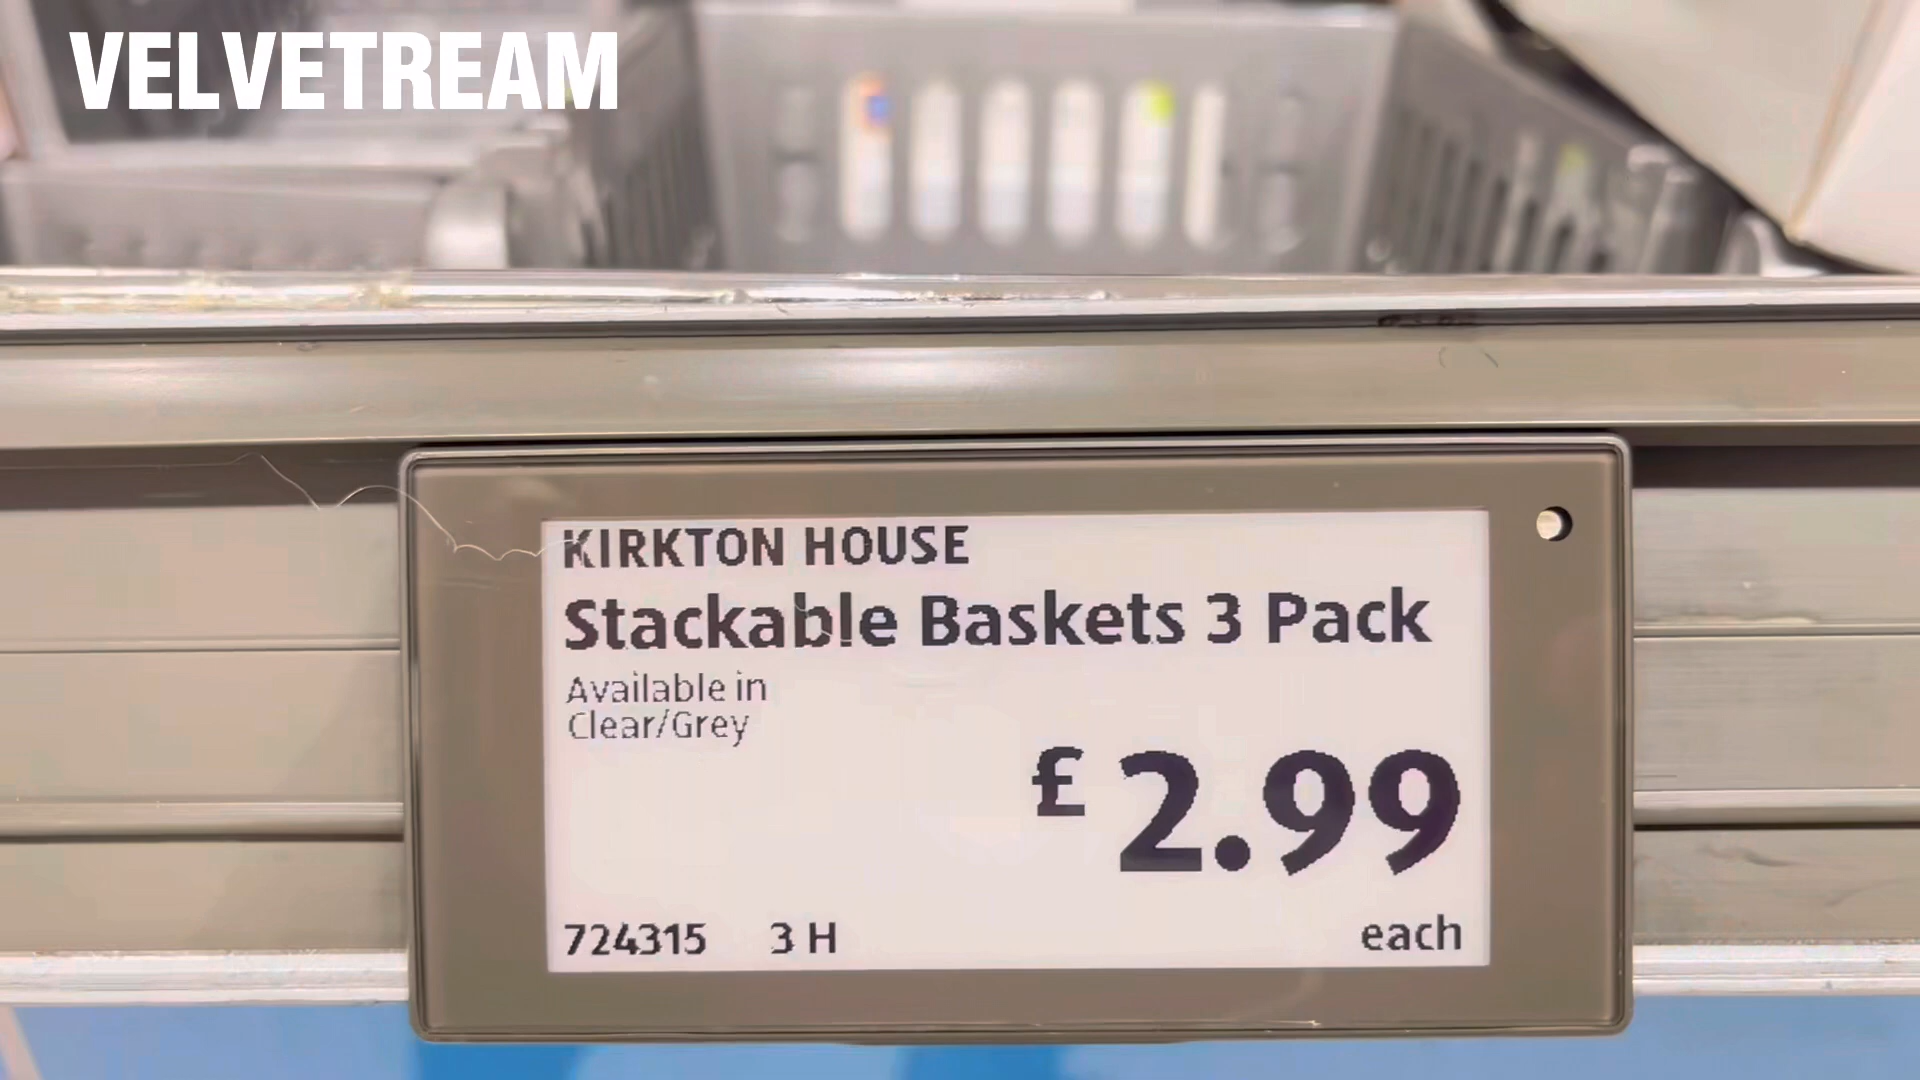 VELVETREAM
KIRKTON HOUSE
Stackable Baskets 3 Pack
Available in
Clear/Grey
£2.99
724315 3 H each